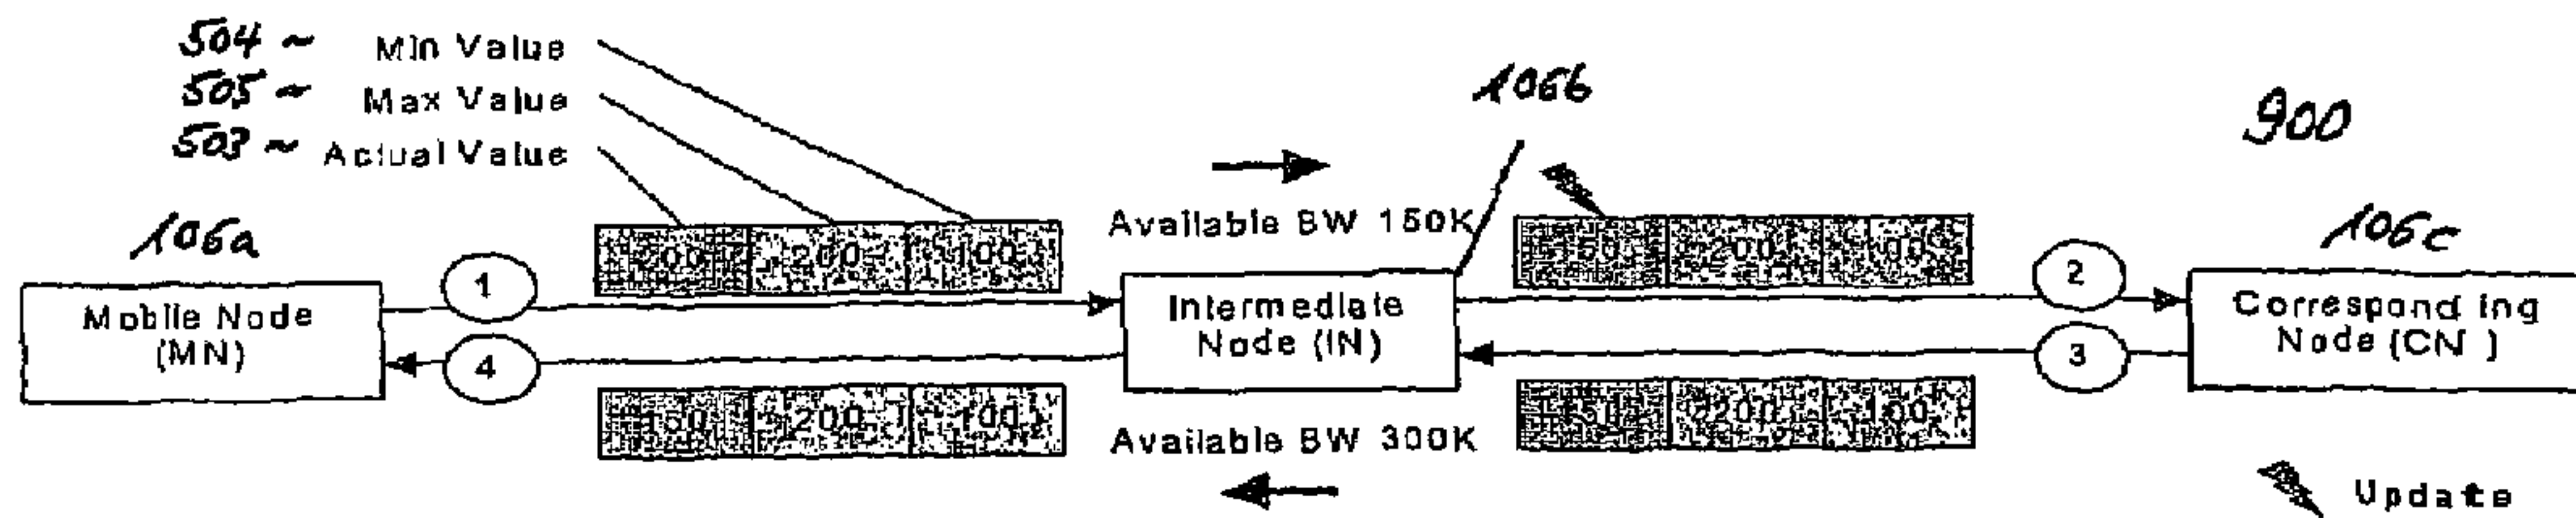 504 ~ Min Value
505 ~ Max Value
503 ~ Actual Value
106b
900
106a
200 200 100
Available BW 150K
150 200 100
106c
Mobile Node
(MN)
1
Intermediate
Node (IN)
2
Corresponding
Node (CN)
4
3
150 200 100
Available BW 300K
150 200 100
Update